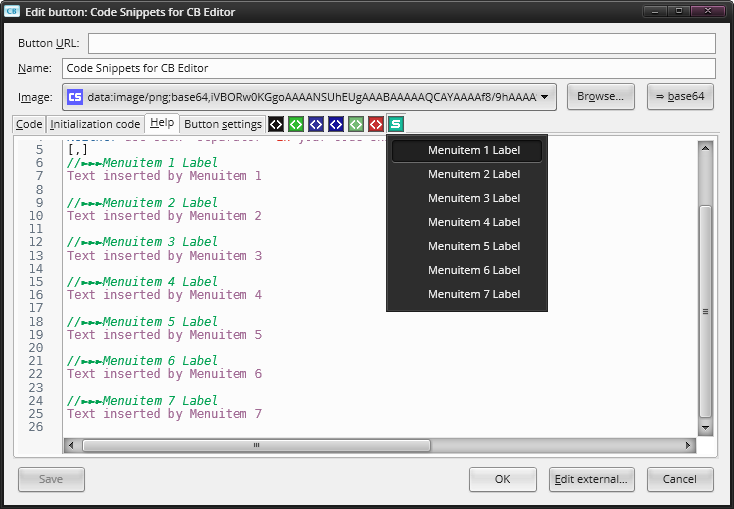 CB Edit button: Code Snippets for CB Editor
Button URL:
Name: Code Snippets for CB Editor
Image: CS data:image/png;base64,iVBORw0KGgoAAAANSUhEUgAAABAAAAAQCAYAAAAf8/9hAAAA Browse... ⇒ base64
Code Initialization code Help Button settings <> <> <> <> <> <> S
5 [,]
6 //►►►Menuitem 1 Label
7 Text inserted by Menuitem 1
8
9 //►►►Menuitem 2 Label
10 Text inserted by Menuitem 2
11
12 //►►►Menuitem 3 Label
13 Text inserted by Menuitem 3
14
15 //►►►Menuitem 4 Label
16 Text inserted by Menuitem 4
17
18 //►►►Menuitem 5 Label
19 Text inserted by Menuitem 5
20
21 //►►►Menuitem 6 Label
22 Text inserted by Menuitem 6
23
24 //►►►Menuitem 7 Label
25 Text inserted by Menuitem 7
26
Menuitem 1 Label
Menuitem 2 Label
Menuitem 3 Label
Menuitem 4 Label
Menuitem 5 Label
Menuitem 6 Label
Menuitem 7 Label
Save OK Edit external... Cancel